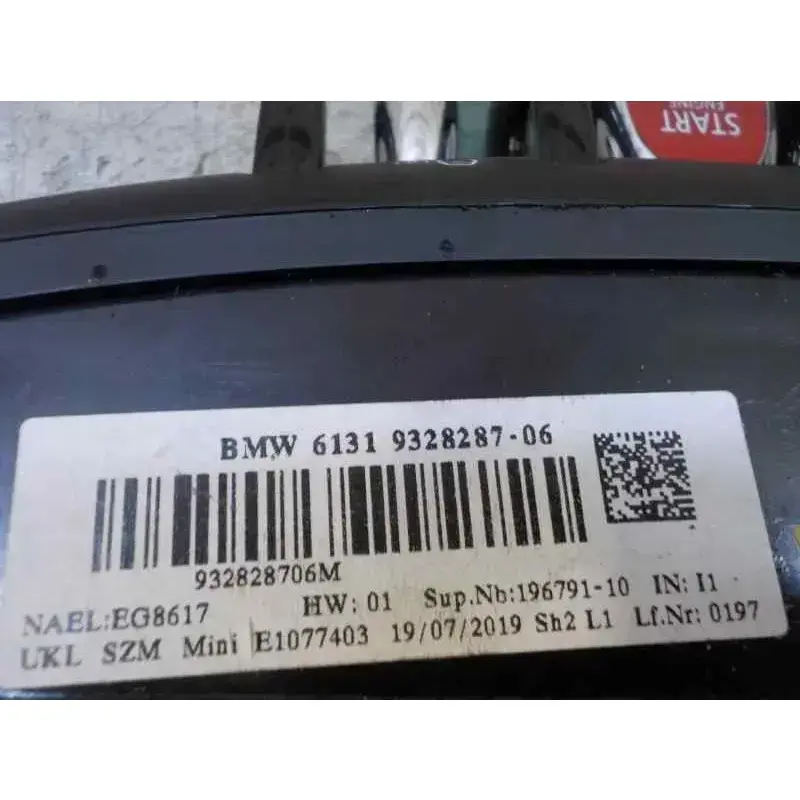 START
ENGINE
BMW 6131 9328287-06
932828706M
NAEL:EG8617 HW: 01 Sup.Nb:196791-10 IN: I1
UKL SZM Mini E1077403 19/07/2019 Sh2 L1 Lf.Nr: 0197